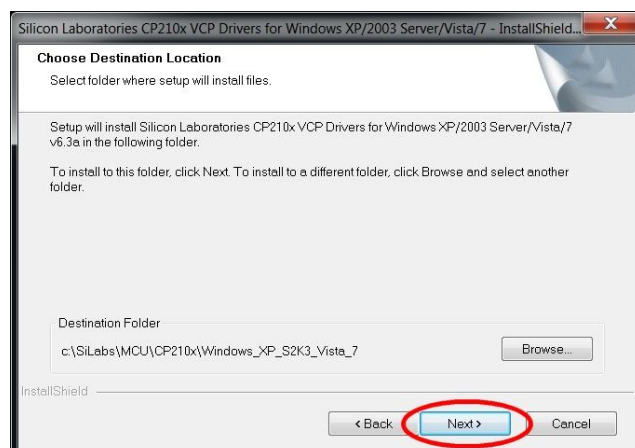 Silicon Laboratories CP210x VCP Drivers for Windows XP/2003 Server/Vista/7 - InstallShield...
Choose Destination Location
Select folder where setup will install files.
Setup will install Silicon Laboratories CP210x VCP Drivers for Windows XP/2003 Server/Vista/7
v6.3a in the following folder.
To install to this folder, click Next. To install to a different folder, click Browse and select another
folder.
Destination Folder
c:\SiLabs\MCU\CP210x\Windows_XP_S2K3_Vista_7
Browse...
InstallShield
< Back
Next >
Cancel